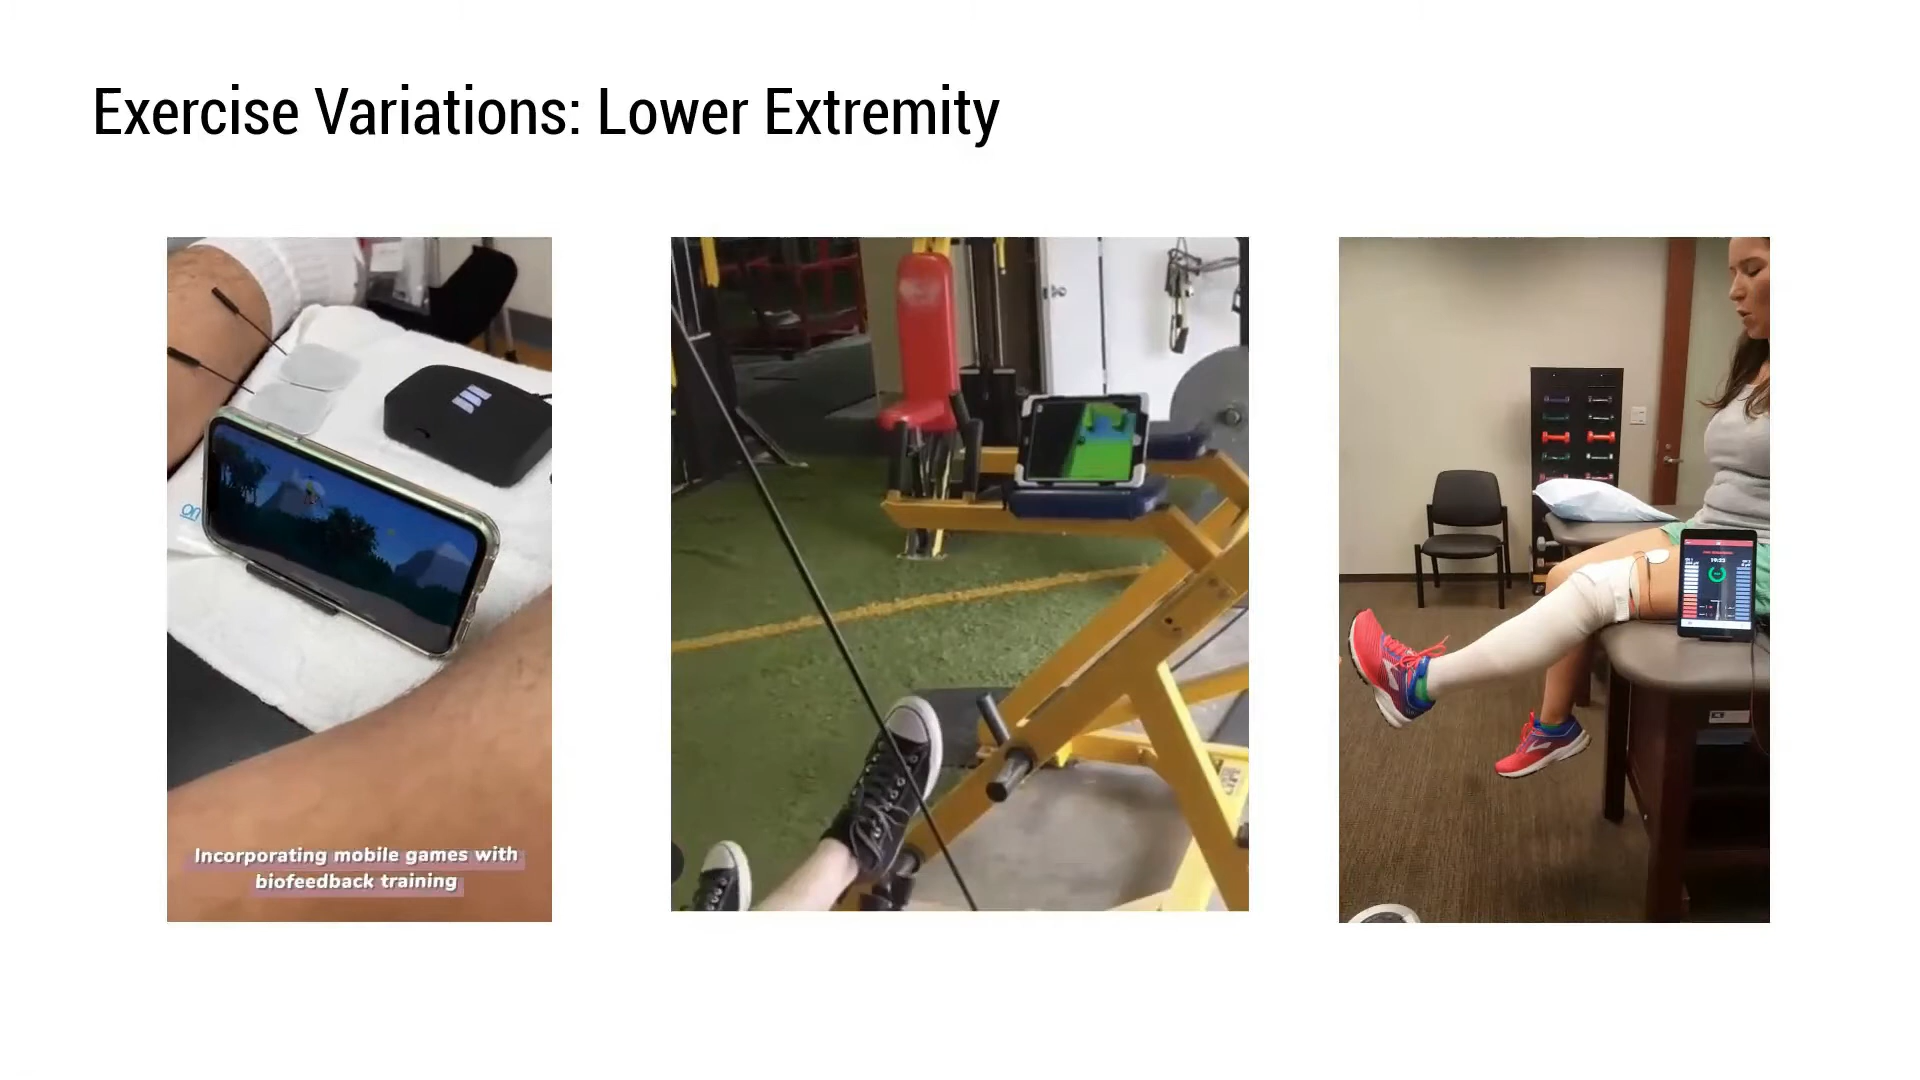 Exercise Variations: Lower Extremity
Incorporating mobile games with
biofeedback training